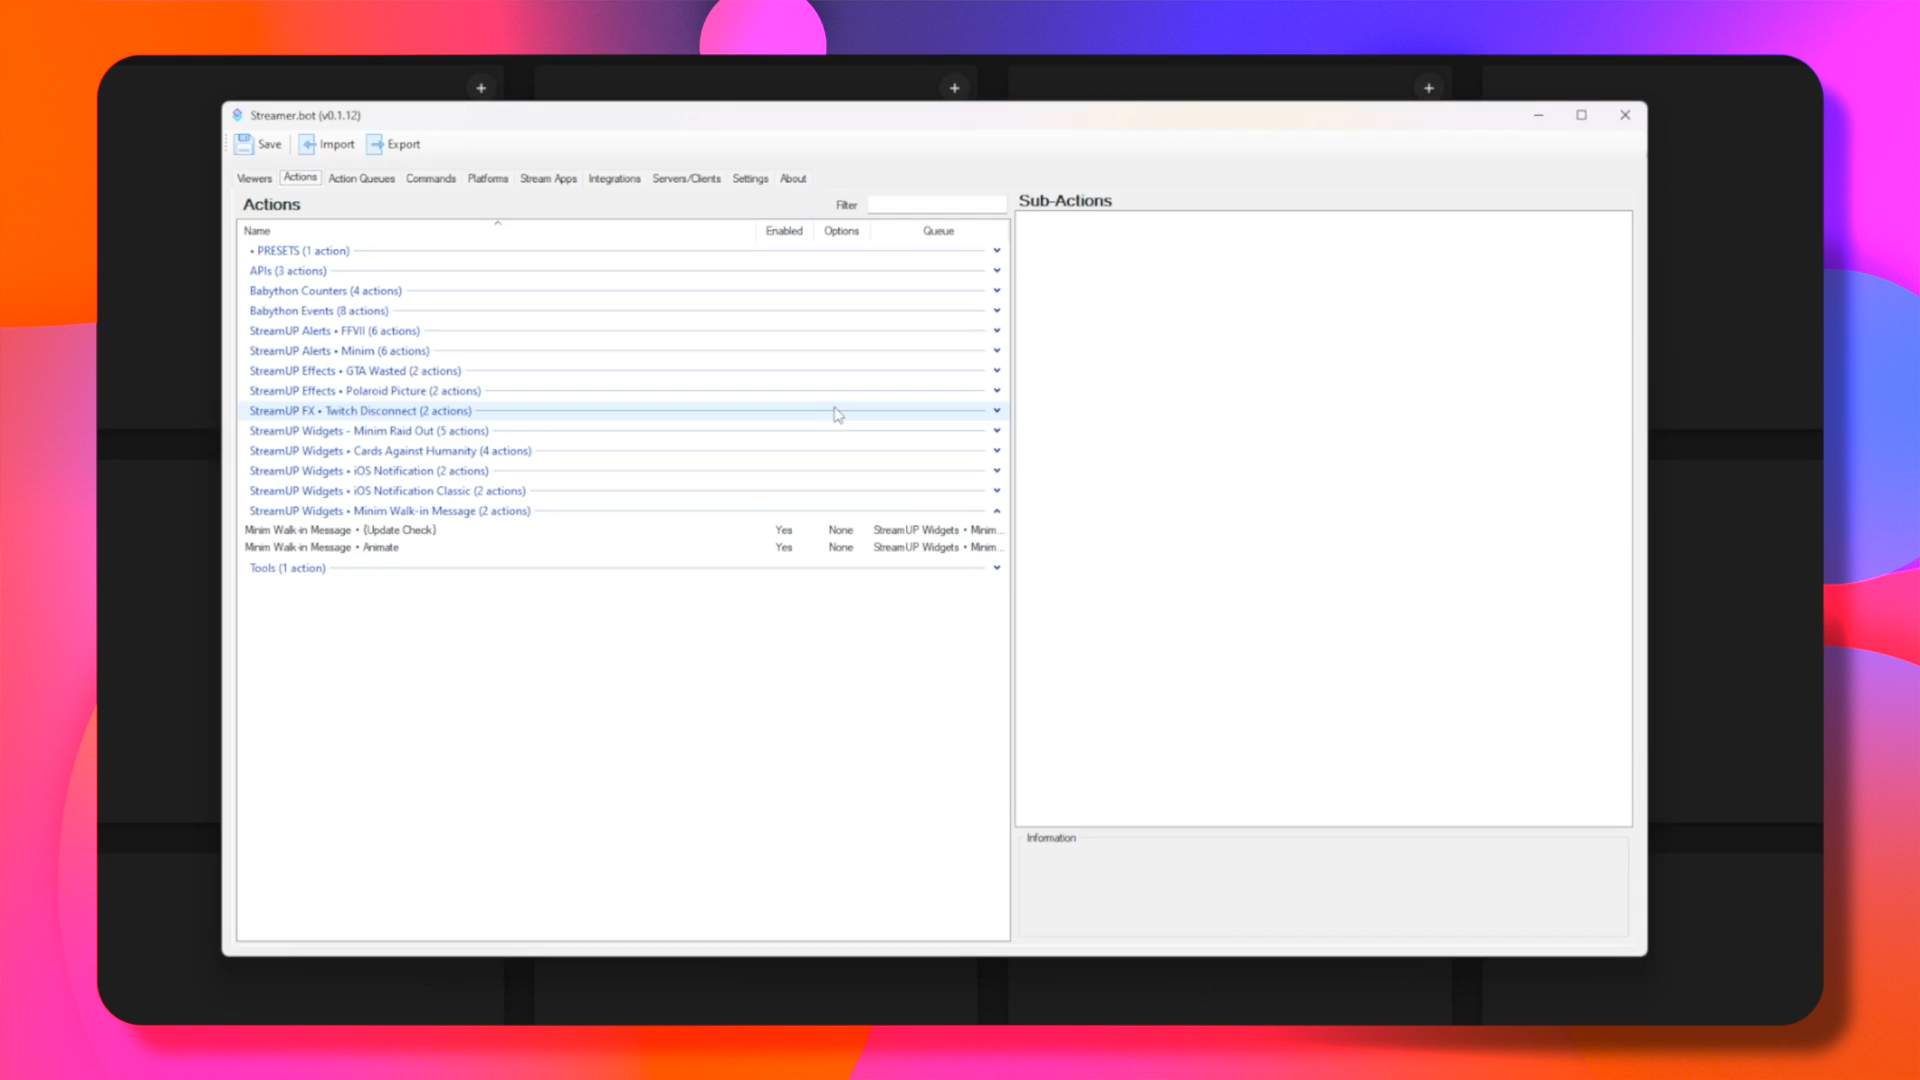 Streamer.bot (v0.1.12)
Save Import Export
Viewers Actions Action Queues Commands Platforms Stream Apps Integrations Servers/Clients Settings About
Actions Filter Sub-Actions
Name Enabled Options Queue
• PRESETS (1 action)
APIs (3 actions)
Babython Counters (4 actions)
Babython Events (8 actions)
StreamUP Alerts • FFVII (6 actions)
StreamUP Alerts • Minim (6 actions)
StreamUP Effects • GTA Wasted (2 actions)
StreamUP Effects • Polaroid Picture (2 actions)
StreamUP FX • Twitch Disconnect (2 actions)
StreamUP Widgets - Minim Raid Out (5 actions)
StreamUP Widgets • Cards Against Humanity (4 actions)
StreamUP Widgets • iOS Notification (2 actions)
StreamUP Widgets • iOS Notification Classic (2 actions)
StreamUP Widgets • Minim Walk-in Message (2 actions)
Minim Walk-in Message • {Update Check} Yes None StreamUP Widgets • Minim...
Minim Walk-in Message • Animate Yes None StreamUP Widgets • Minim...
Tools (1 action)
Information